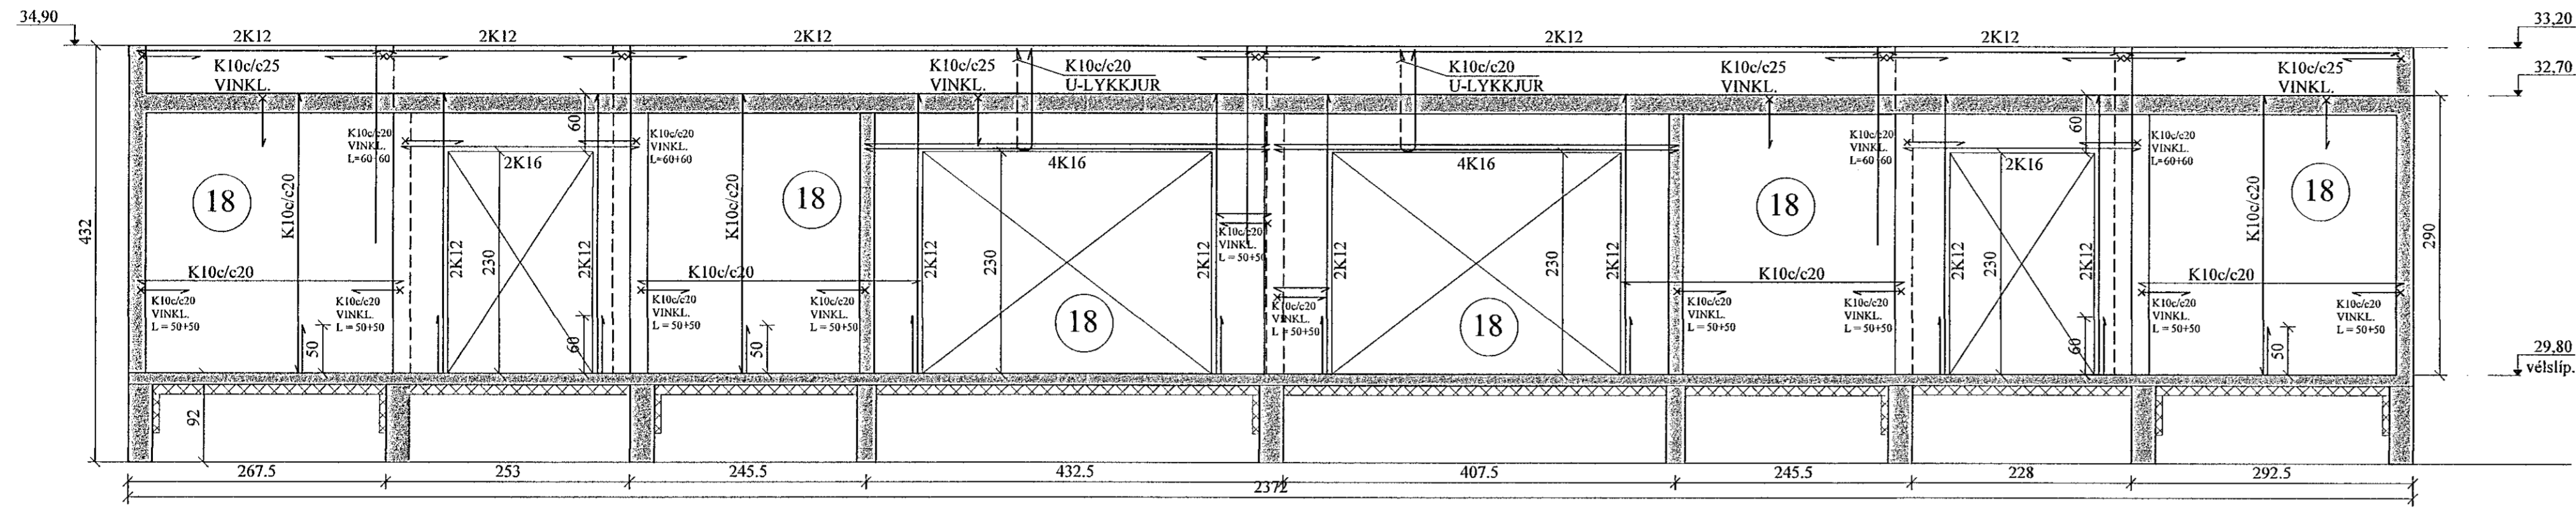 34,90
33,20
2K12
2K12
2K12
2K12
2K12
K10c/c25
VINKL.
K10c/c25
VINKL.
K10c/c20
U-LYKKJUR
K10c/c20
U-LYKKJUR
K10c/c25
VINKL.
K10c/c25
VINKL.
32,70
60
60
K10c/c20
VINKL.
L=60+60
K10c/c20
VINKL.
L=60+60
K10c/c20
VINKL.
L=60+60
K10c/c20
VINKL.
L=60+60
2K16
4K16
4K16
2K16
18
18
18
18
K10c/c20
K10c/c20
K10c/c20
432
290
2K12
230
2K12
2K12
230
2K12
2K12
230
2K12
2K12
230
2K12
K10c/c20
VINKL.
L = 50+50
K10c/c20
K10c/c20
K10c/c20
K10c/c20
K10c/c20
VINKL.
L = 50+50
K10c/c20
VINKL.
L = 50+50
K10c/c20
VINKL.
L = 50+50
K10c/c20
VINKL.
L = 50+50
K10c/c20
VINKL.
L = 50+50
K10c/c20
VINKL.
L = 50+50
K10c/c20
VINKL.
L = 50+50
K10c/c20
VINKL.
L = 50+50
K10c/c20
VINKL.
L = 50+50
18
18
50
60
50
60
50
29,80
vélslíp.
92
267.5
253
245.5
432.5
407.5
245.5
228
292.5
2372